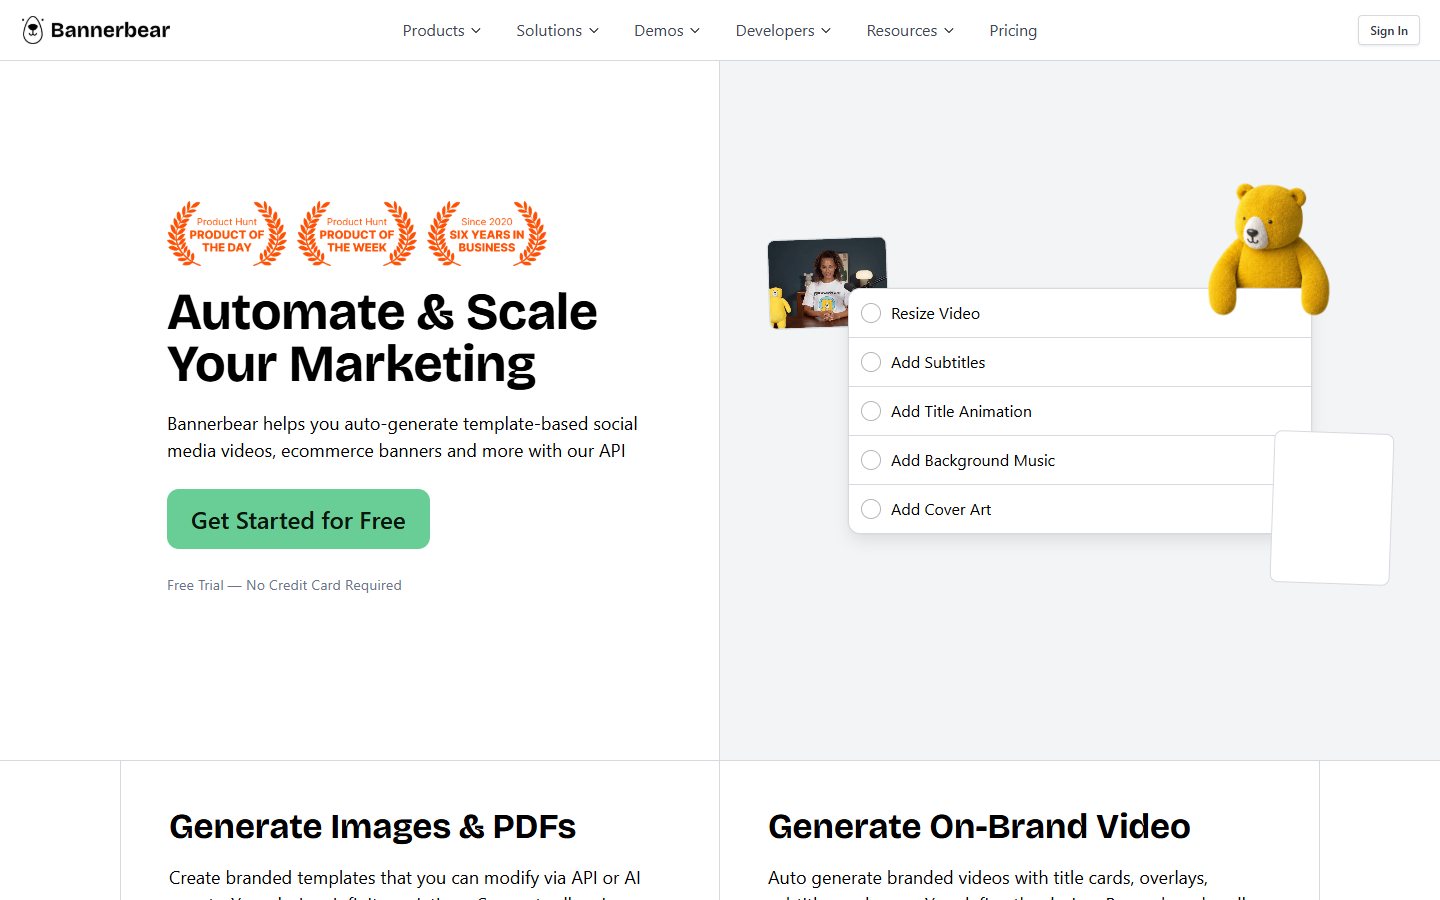 Bannerbear
Products
Solutions
Demos
Developers
Resources
Pricing
Sign In
Product Hunt
PRODUCT OF
THE DAY
Product Hunt
PRODUCT OF
THE WEEK
Since 2020
SIX YEARS IN
BUSINESS
Automate & Scale
Your Marketing
Bannerbear helps you auto-generate template-based social
media videos, ecommerce banners and more with our API
Get Started for Free
Free Trial — No Credit Card Required
Resize Video
Add Subtitles
Add Title Animation
Add Background Music
Add Cover Art
Generate Images & PDFs
Create branded templates that you can modify via API or AI
Generate On-Brand Video
Auto generate branded videos with title cards, overlays,